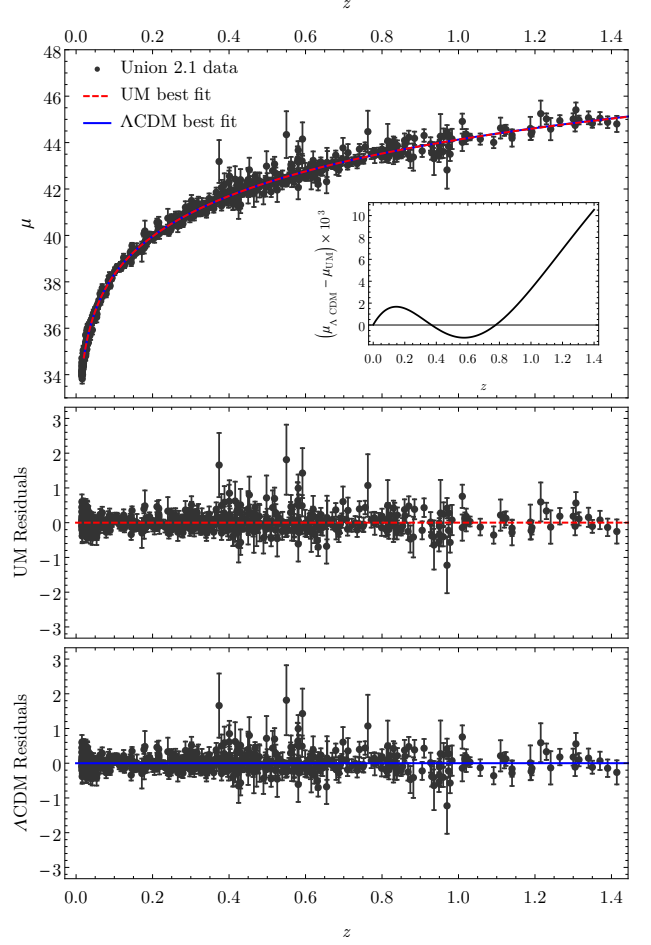 z
0.0 0.2 0.4 0.6 0.8 1.0 1.2 1.4
48
46
44
42
40
38
36
34
μ
Union 2.1 data
UM best fit
ΛCDM best fit
(μΛ CDM − μUM) × 10³
10
8
6
4
2
0
0.0 0.2 0.4 0.6 0.8 1.0 1.2 1.4
z
UM Residuals
3
2
1
0
−1
−2
−3
ΛCDM Residuals
3
2
1
0
−1
−2
−3
0.0 0.2 0.4 0.6 0.8 1.0 1.2 1.4
z